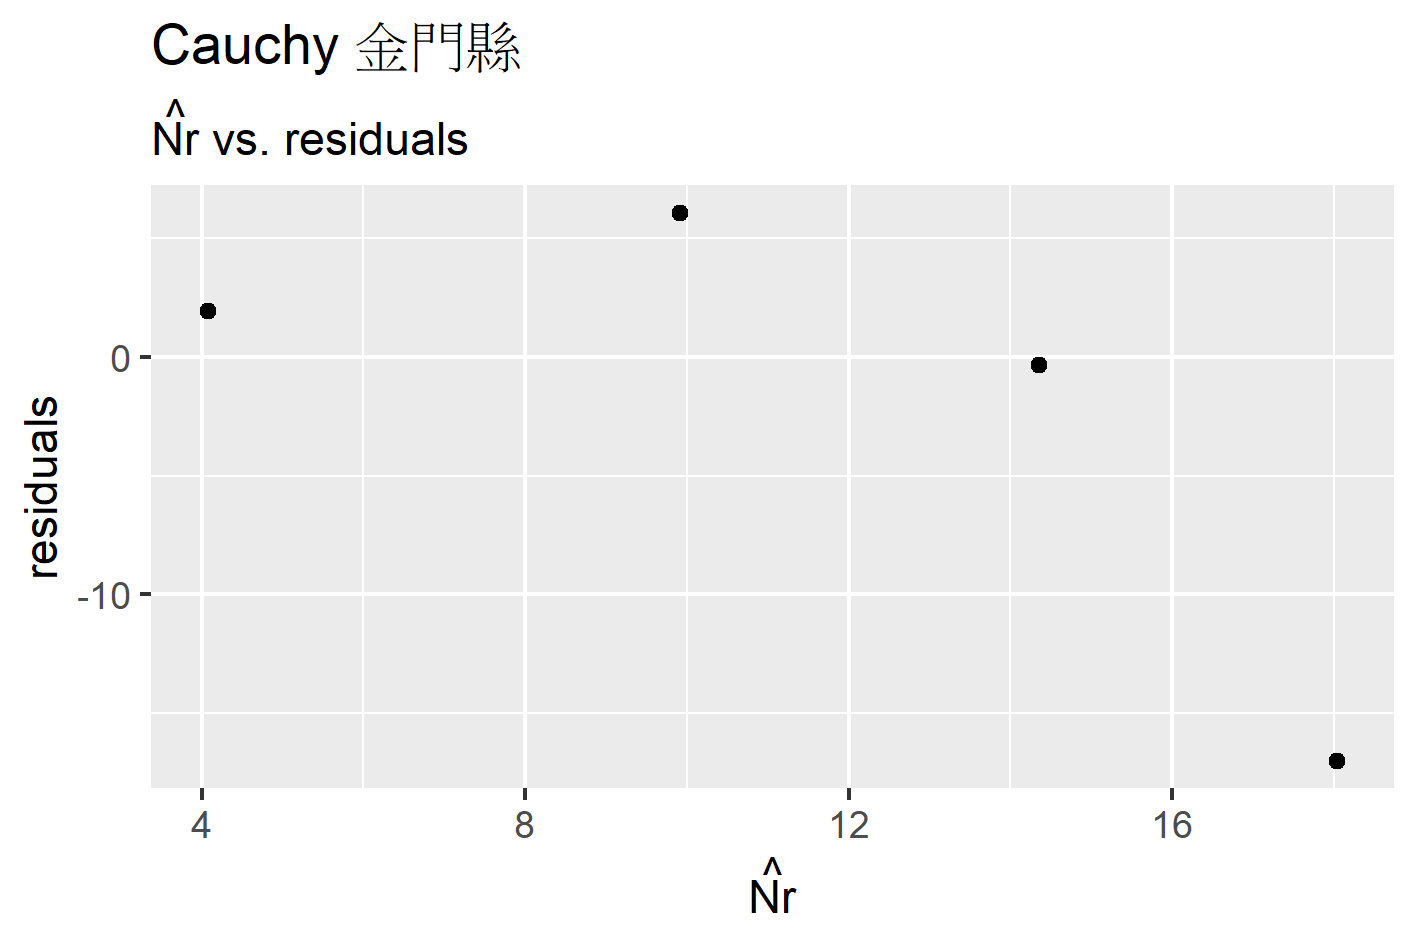 Cauchy 金門縣
N̂r vs. residuals
residuals
0
-10
4 8 12 16
N̂r